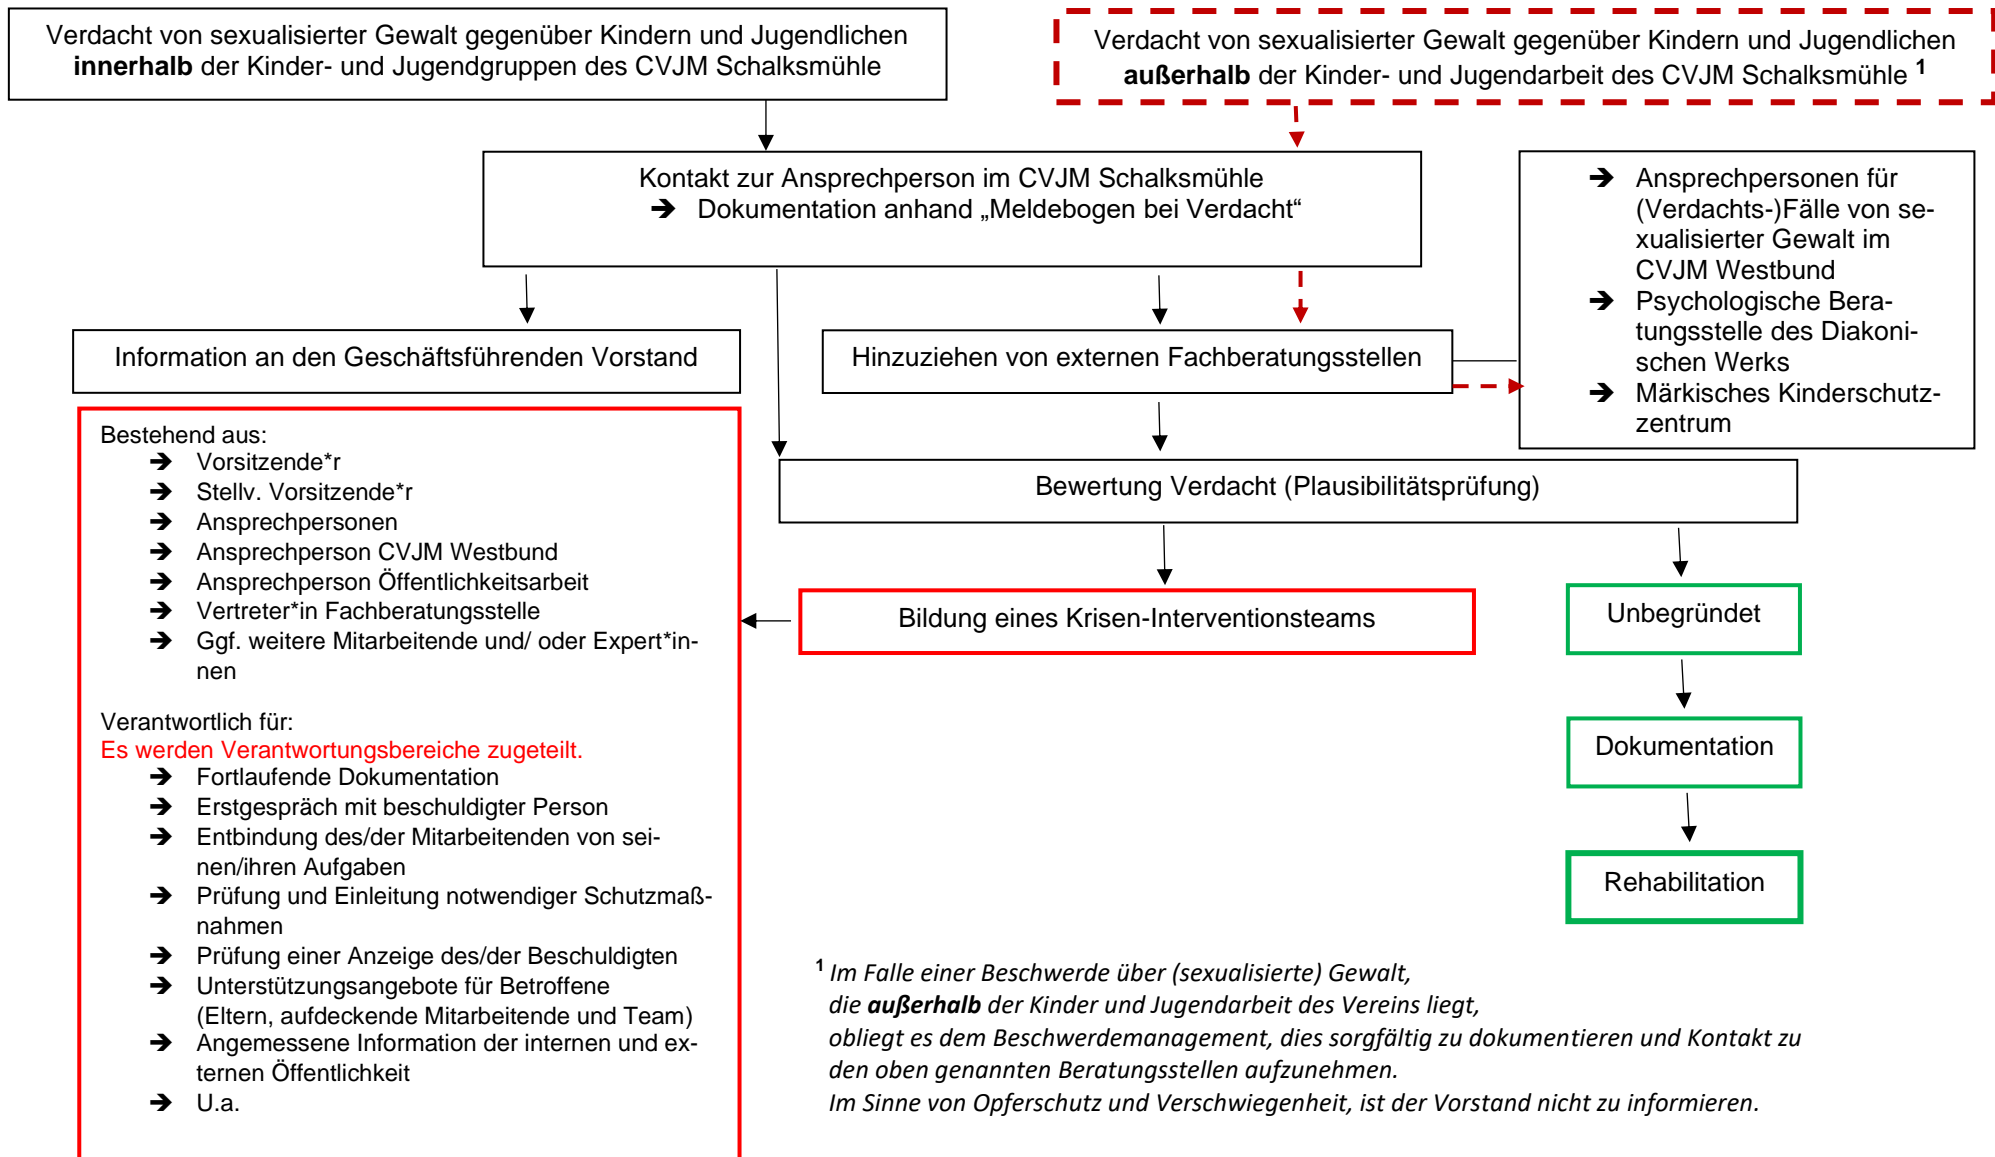 Verdacht von sexualisierter Gewalt gegenüber Kindern und Jugendlichen
innerhalb der Kinder- und Jugendgruppen des CVJM Schalksmühle
Verdacht von sexualisierter Gewalt gegenüber Kindern und Jugendlichen
außerhalb der Kinder- und Jugendarbeit des CVJM Schalksmühle ¹
Kontakt zur Ansprechperson im CVJM Schalksmühle
➔ Dokumentation anhand „Meldebogen bei Verdacht“
➔ Ansprechpersonen für
(Verdachts-)Fälle von se-
xualisierter Gewalt im
CVJM Westbund
➔ Psychologische Bera-
tungsstelle des Diakoni-
schen Werks
➔ Märkisches Kinderschutz-
zentrum
Information an den Geschäftsführenden Vorstand
Hinzuziehen von externen Fachberatungsstellen
Bewertung Verdacht (Plausibilitätsprüfung)
Bildung eines Krisen-Interventionsteams
Unbegründet
Dokumentation
Rehabilitation
Bestehend aus:
➔ Vorsitzende*r
➔ Stellv. Vorsitzende*r
➔ Ansprechpersonen
➔ Ansprechperson CVJM Westbund
➔ Ansprechperson Öffentlichkeitsarbeit
➔ Vertreter*in Fachberatungsstelle
➔ Ggf. weitere Mitarbeitende und/ oder Expert*in-
nen
Verantwortlich für:
Es werden Verantwortungsbereiche zugeteilt.
➔ Fortlaufende Dokumentation
➔ Erstgespräch mit beschuldigter Person
➔ Entbindung des/der Mitarbeitenden von sei-
nen/ihren Aufgaben
➔ Prüfung und Einleitung notwendiger Schutzmaß-
nahmen
➔ Prüfung einer Anzeige des/der Beschuldigten
➔ Unterstützungsangebote für Betroffene
(Eltern, aufdeckende Mitarbeitende und Team)
➔ Angemessene Information der internen und ex-
ternen Öffentlichkeit
➔ U.a.
¹ Im Falle einer Beschwerde über (sexualisierte) Gewalt,
die außerhalb der Kinder und Jugendarbeit des Vereins liegt,
obliegt es dem Beschwerdemanagement, dies sorgfältig zu dokumentieren und Kontakt zu
den oben genannten Beratungsstellen aufzunehmen.
Im Sinne von Opferschutz und Verschwiegenheit, ist der Vorstand nicht zu informieren.